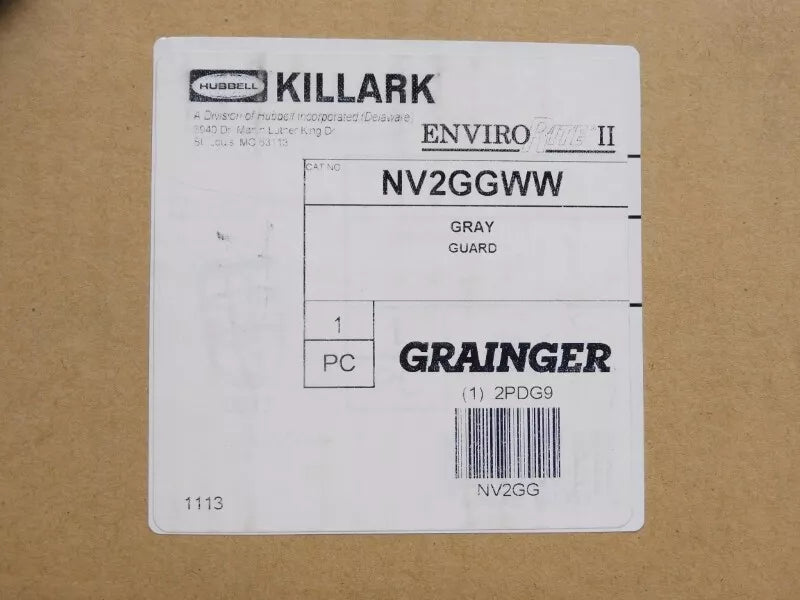 HUBBELL KILLARK
A Division of Hubbell Incorporated (Delaware)
3940 Dr. Martin Luther King Dr.
St. Louis, MO 63113
ENVIRO RITE II
CAT NO
NV2GGWW
GRAY
GUARD
1
PC
GRAINGER
(1) 2PDG9
NV2GG
1113